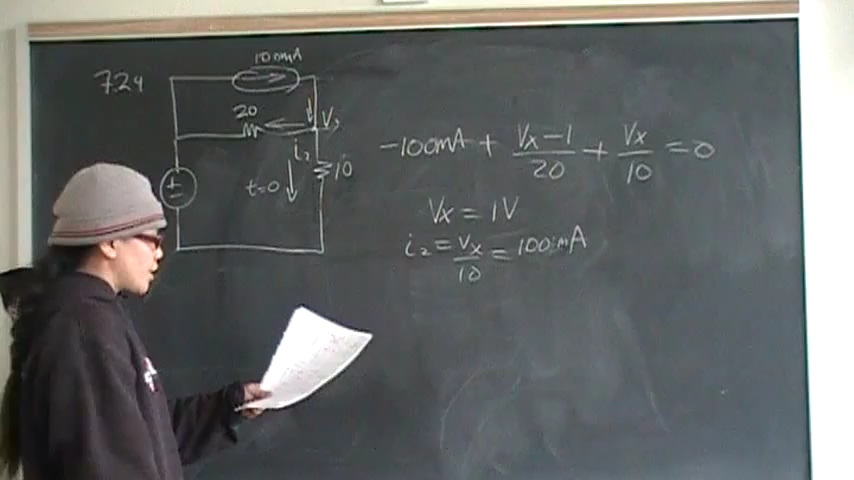 7.24
100mA
20
Vx
i2
10
t=0
-100mA + Vx-1/20 + Vx/10 = 0
Vx = 1V
i2 = Vx/10 = 100mA